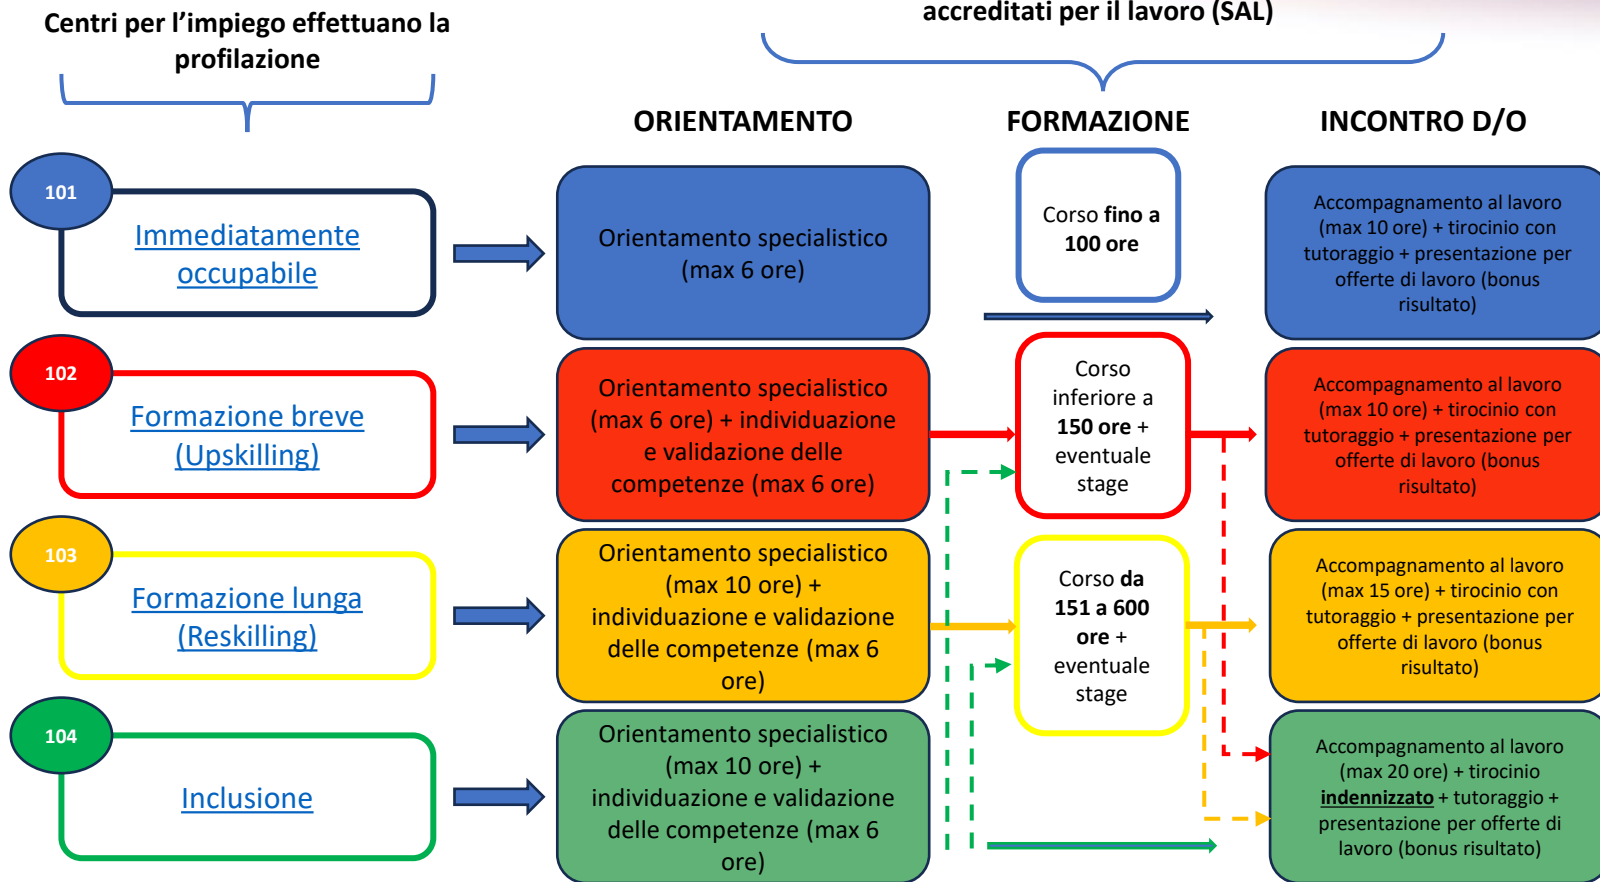 Centri per l'impiego effettuano la
profilazione
accreditati per il lavoro (SAL)
ORIENTAMENTO
FORMAZIONE
INCONTRO D/O
101
Immediatamente
occupabile
Orientamento specialistico
(max 6 ore)
Corso fino a
100 ore
Accompagnamento al lavoro
(max 10 ore) + tirocinio con
tutoraggio + presentazione per
offerte di lavoro (bonus
risultato)
102
Formazione breve
(Upskilling)
Orientamento specialistico
(max 6 ore) + individuazione
e validazione delle
competenze (max 6 ore)
Corso
inferiore a
150 ore +
eventuale
stage
Accompagnamento al lavoro
(max 10 ore) + tirocinio con
tutoraggio + presentazione per
offerte di lavoro (bonus
risultato)
103
Formazione lunga
(Reskilling)
Orientamento specialistico
(max 10 ore) +
individuazione e validazione
delle competenze (max 6
ore)
Corso da
151 a 600
ore +
eventuale
stage
Accompagnamento al lavoro
(max 15 ore) + tirocinio con
tutoraggio + presentazione per
offerte di lavoro (bonus
risultato)
104
Inclusione
Orientamento specialistico
(max 10 ore) +
individuazione e validazione
delle competenze (max 6
ore)
Accompagnamento al lavoro
(max 20 ore) + tirocinio
indennizzato + tutoraggio +
presentazione per offerte di
lavoro (bonus risultato)